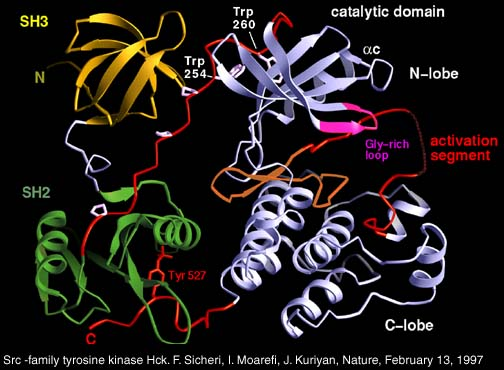 SH3
Trp
260
catalytic domain
αc
N
Trp
254
N-lobe
Gly-rich
loop
activation
segment
SH2
Tyr 527
C
C-lobe
Src -family tyrosine kinase Hck. F. Sicheri, I. Moarefi, J. Kuriyan, Nature, February 13, 1997